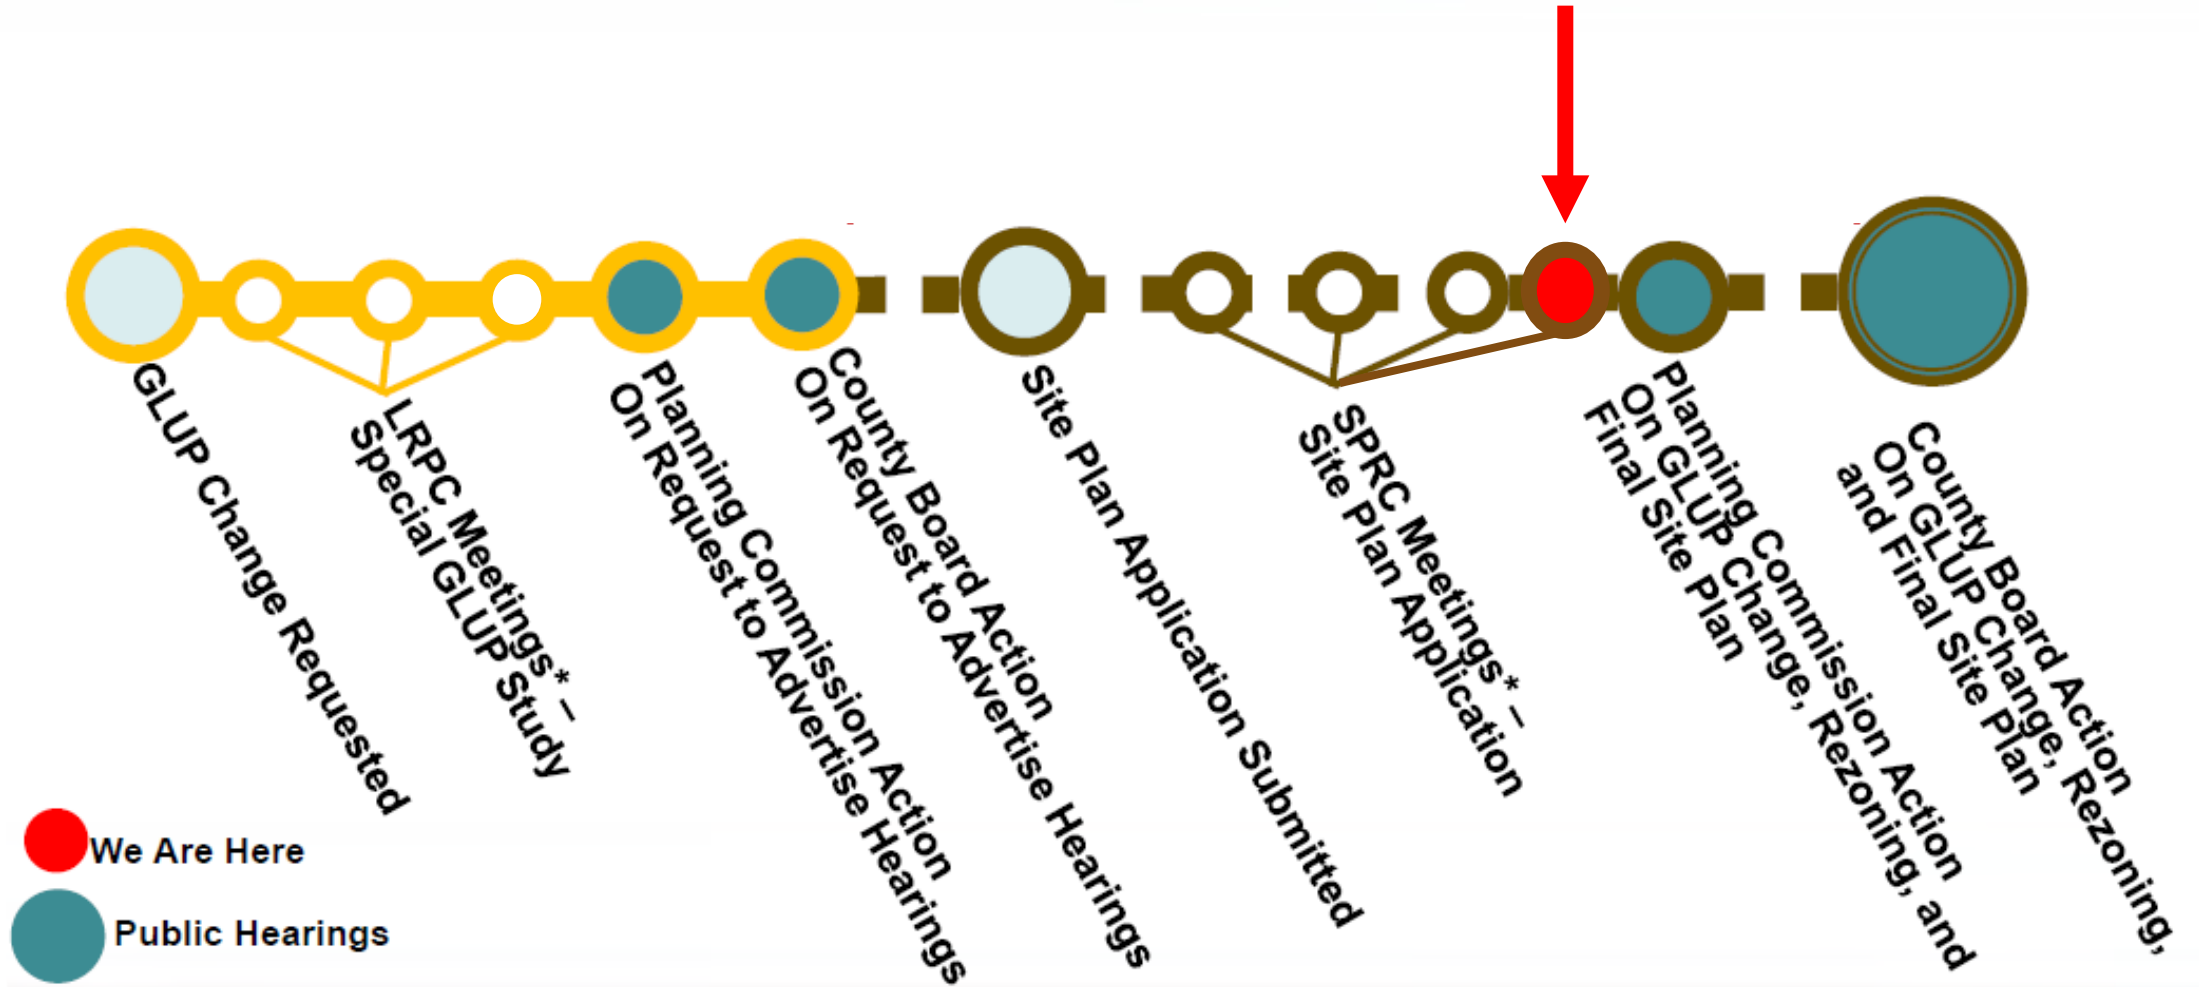 GLUP Change Requested
LRPC Meetings* –
Special GLUP Study
Planning Commission Action
On Request to Advertise Hearings
County Board Action
On Request to Advertise Hearings
Site Plan Application Submitted
SPRC Meetings* –
Site Plan Application
Planning Commission Action
On GLUP Change, Rezoning, and
Final Site Plan
County Board Action
On GLUP Change, Rezoning,
and Final Site Plan
We Are Here
Public Hearings